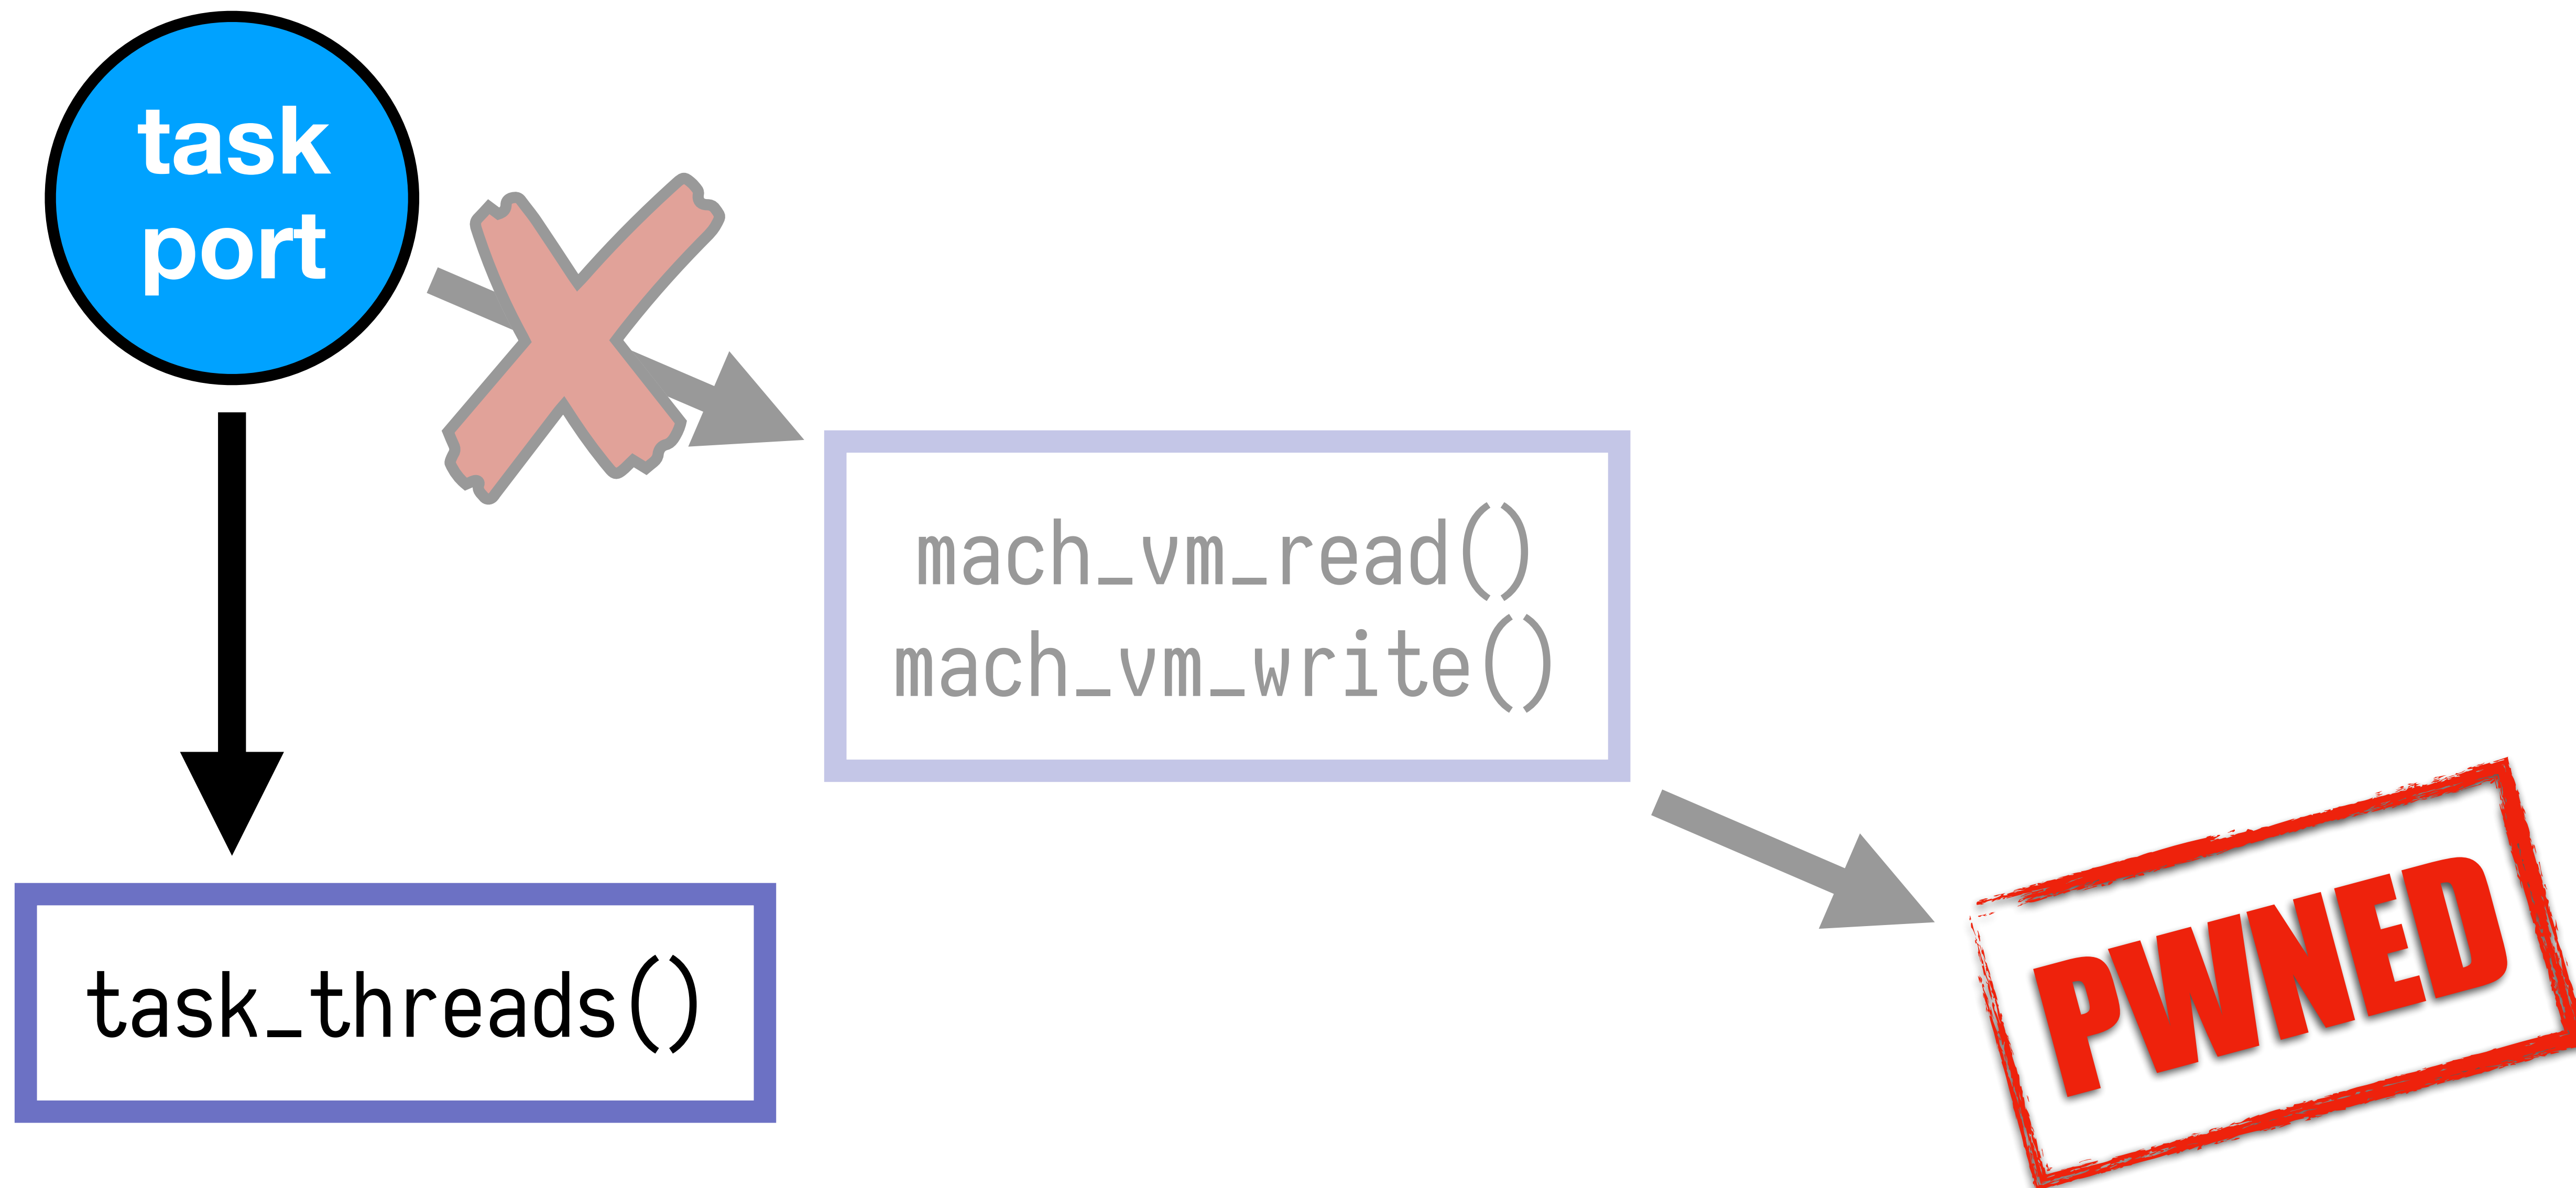 task
port
mach_vm_read()
mach_vm_write()
task_threads()
PWNED